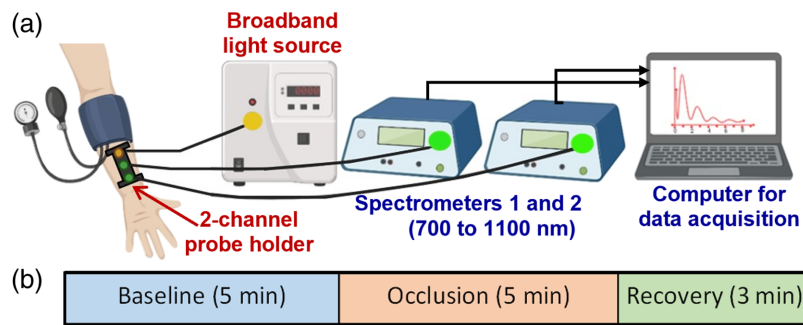 (a)
Broadband
light source
2-channel
probe holder
Spectrometers 1 and 2
(700 to 1100 nm)
Computer for
data acquisition
(b)
Baseline (5 min)
Occlusion (5 min)
Recovery (3 min)